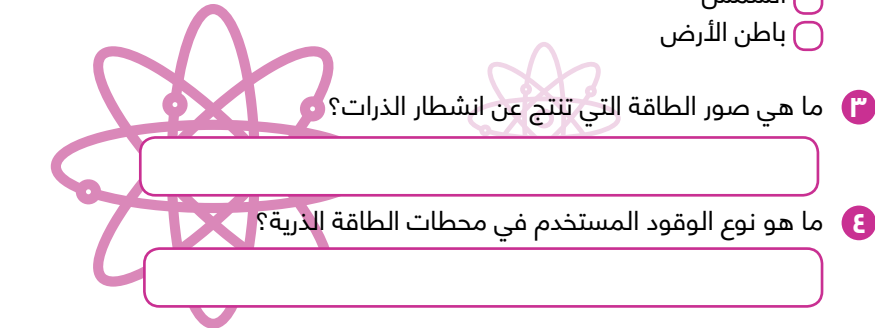 باطن الأرض
٣ ما هي صور الطاقة التي تنتج عن انشطار الذرات؟
٤ ما هو نوع الوقود المستخدم في محطات الطاقة الذرية؟